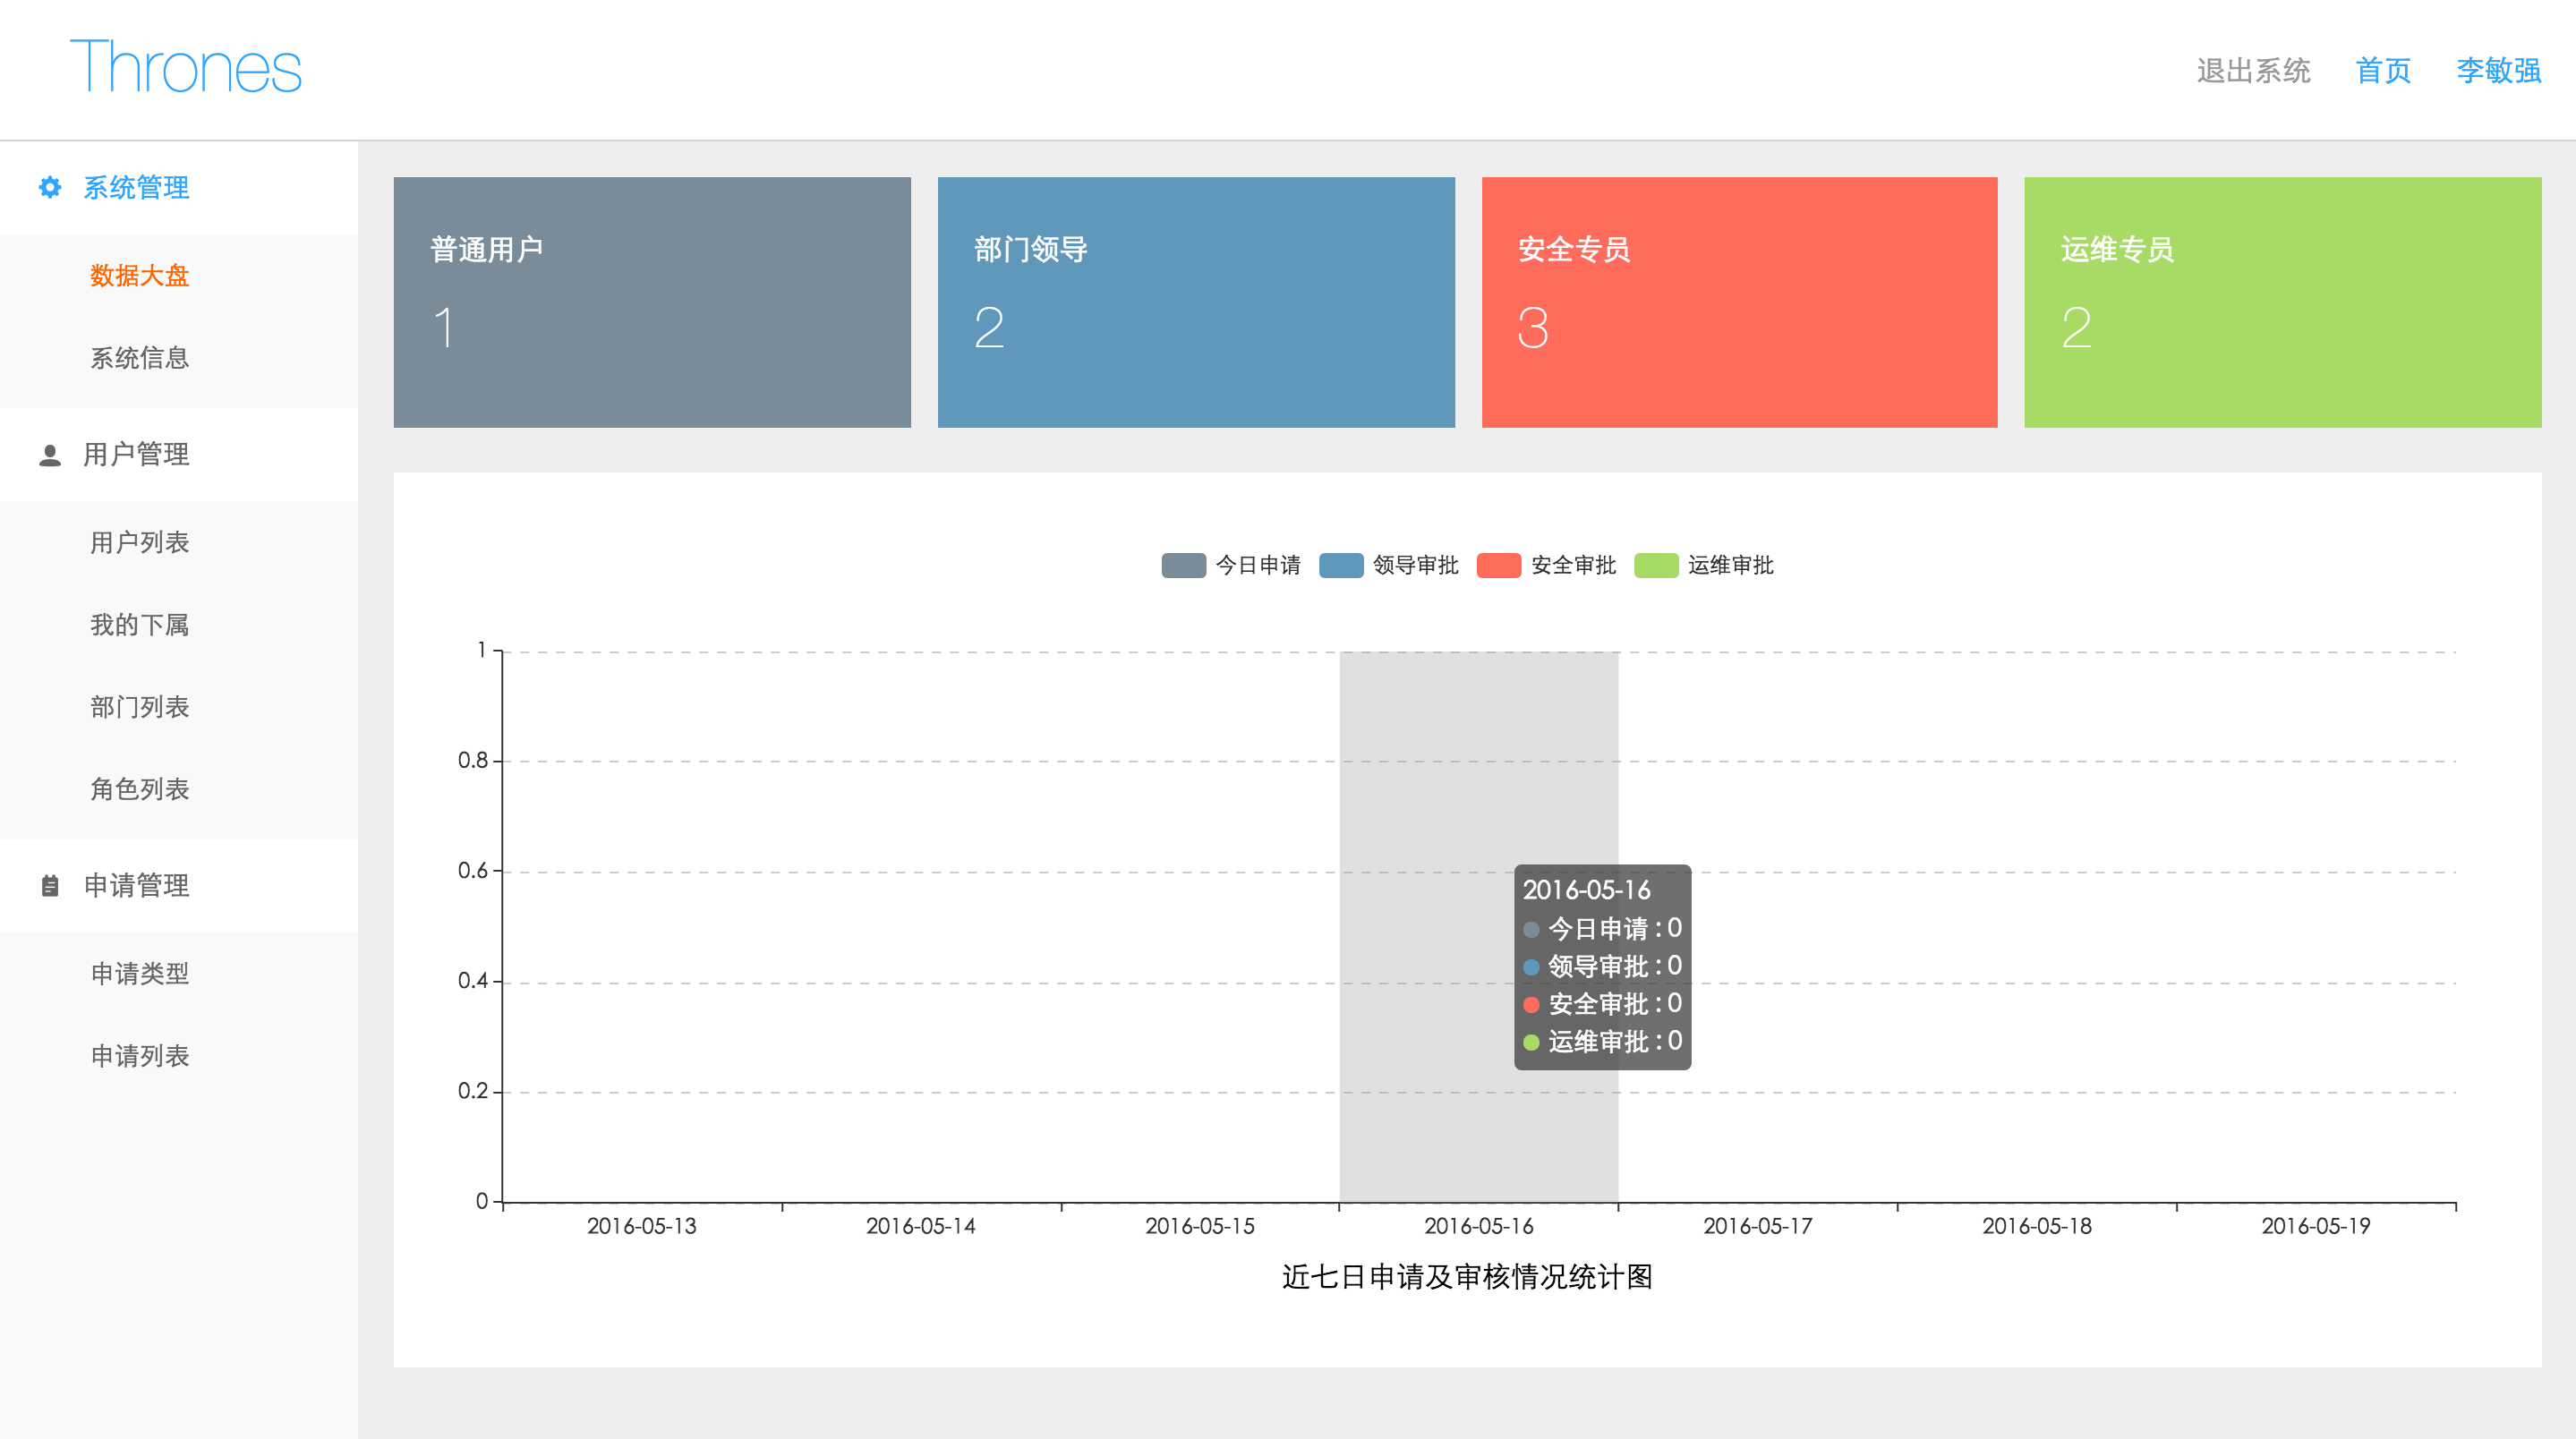 Thrones
退出系统 首页 李敏强
系统管理
数据大盘
系统信息
用户管理
用户列表
我的下属
部门列表
角色列表
申请管理
申请类型
申请列表
普通用户
1
部门领导
2
安全专员
3
运维专员
2
今日申请 领导审批 安全审批 运维审批
1
0.8
0.6
0.4
0.2
0
2016-05-16
今日申请 : 0
领导审批 : 0
安全审批 : 0
运维审批 : 0
2016-05-13 2016-05-14 2016-05-15 2016-05-16 2016-05-17 2016-05-18 2016-05-19
近七日申请及审核情况统计图